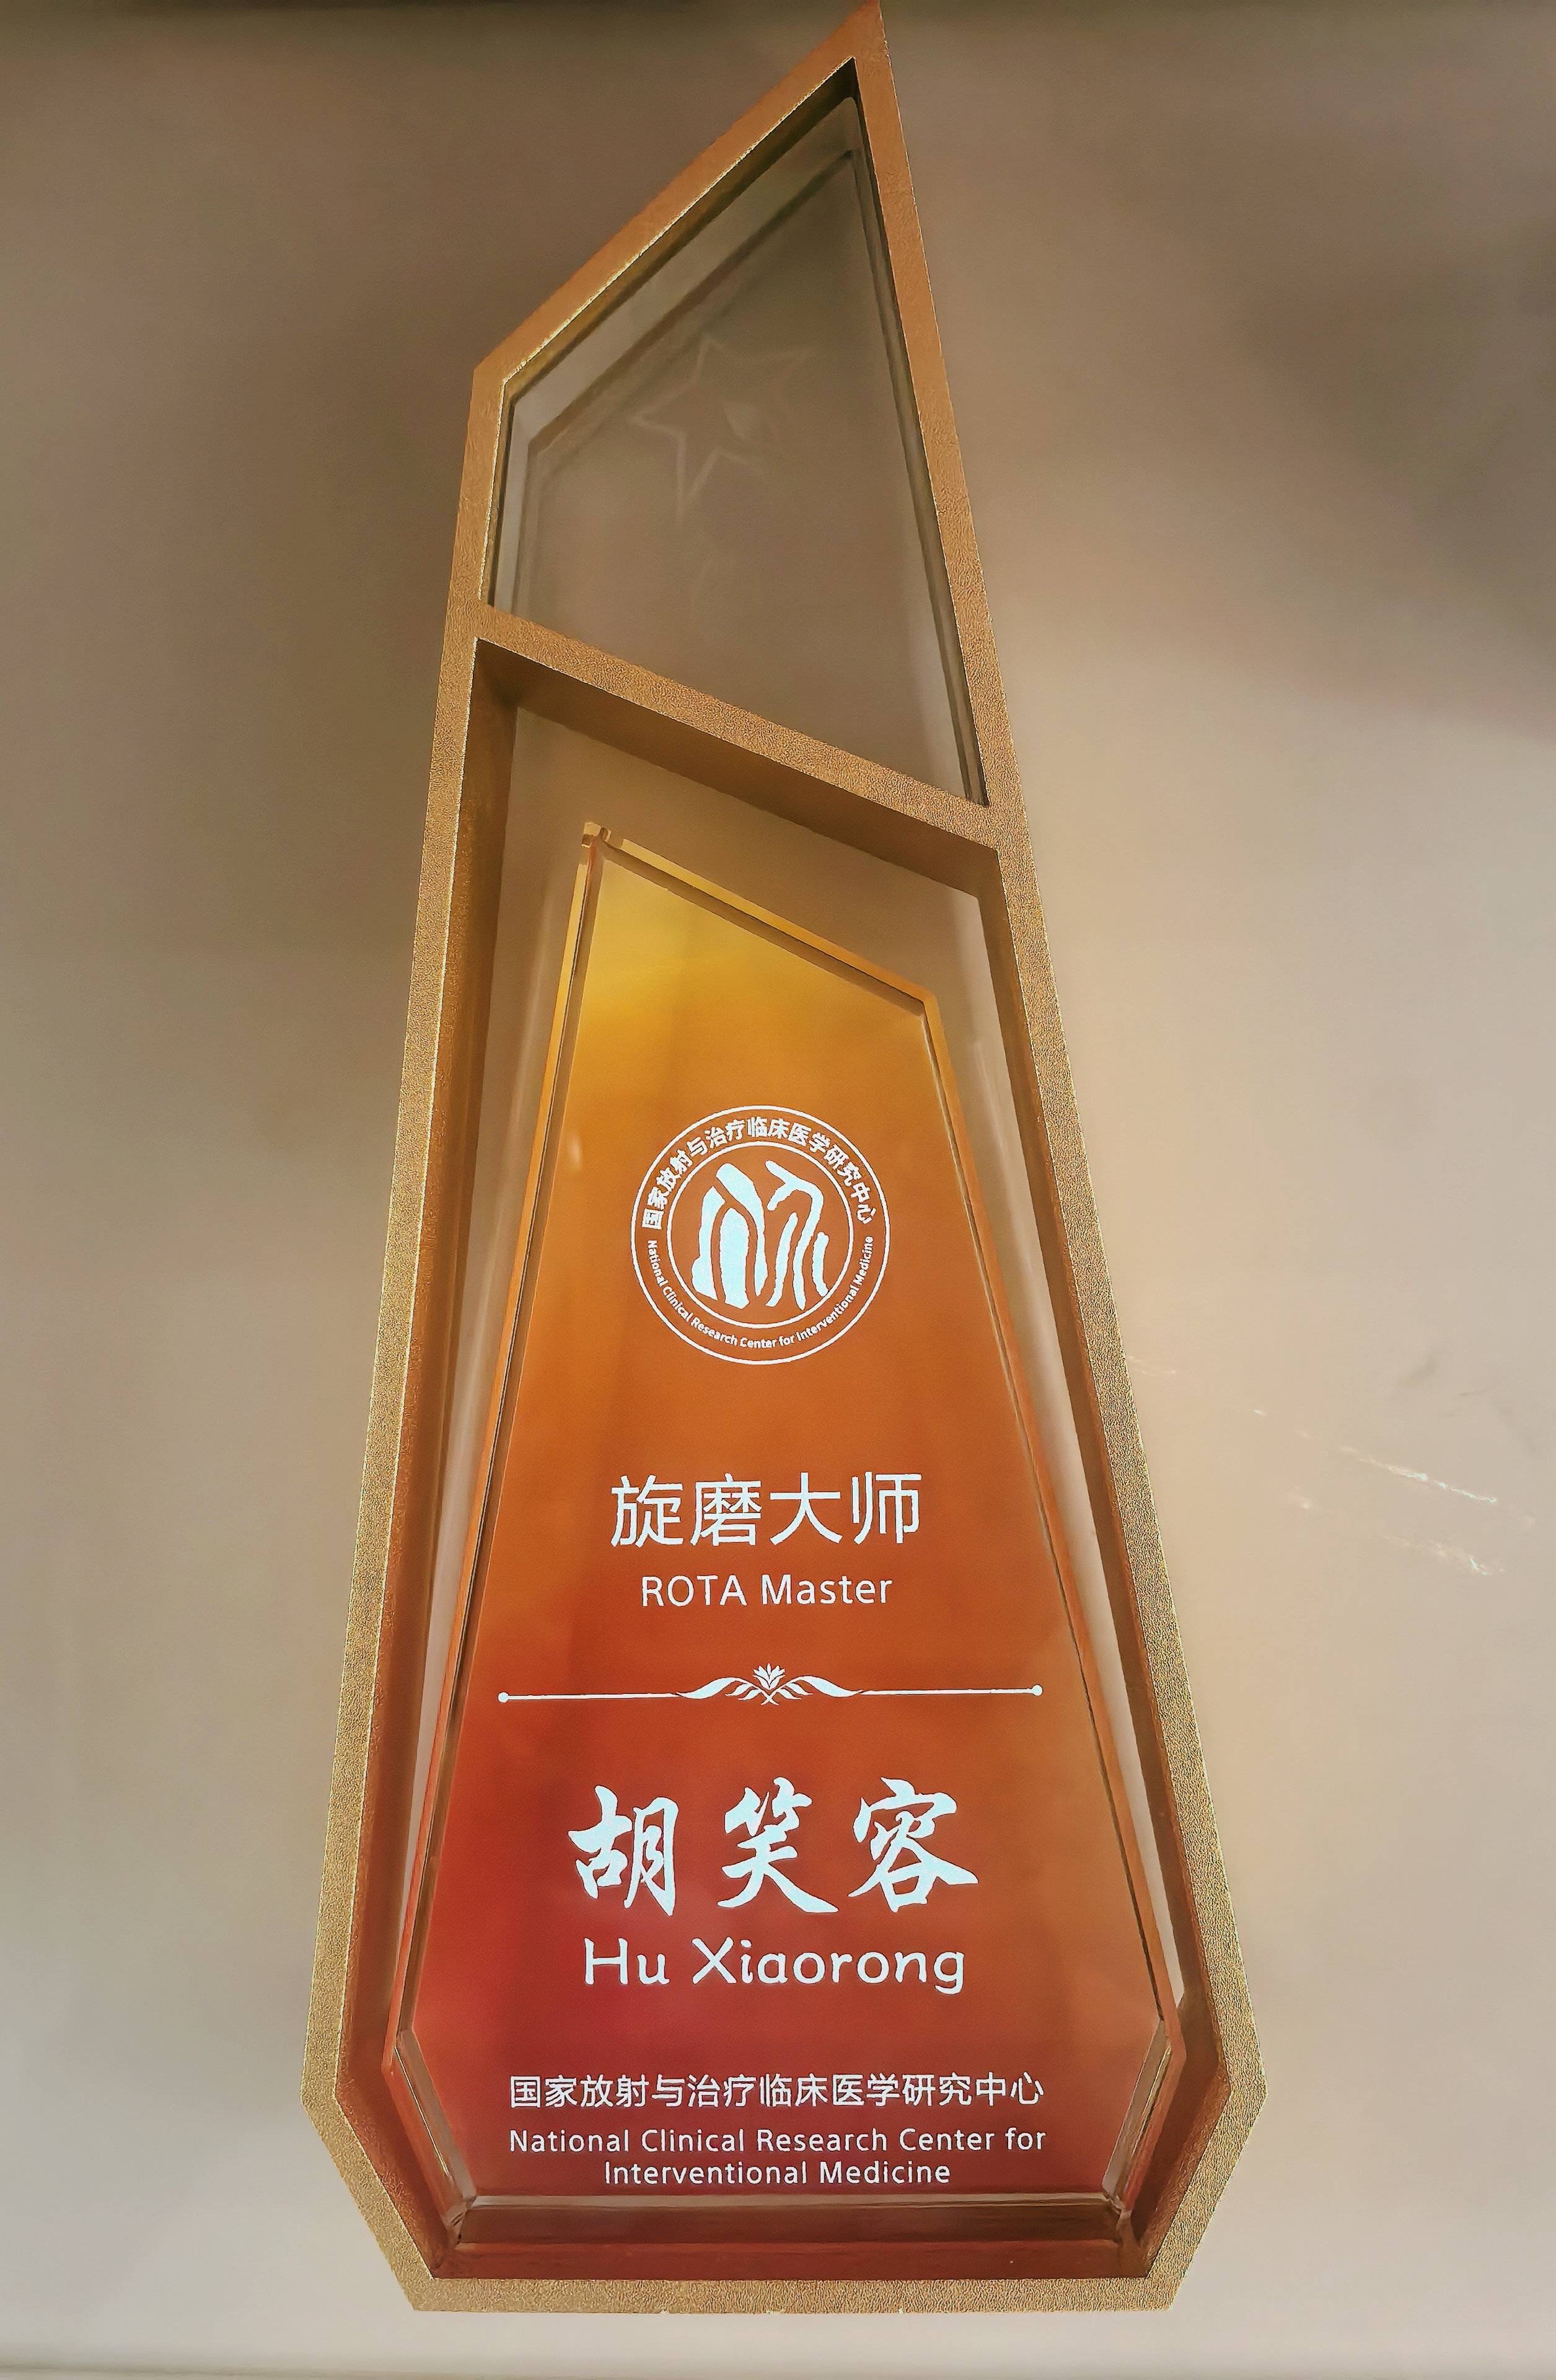 国家放射与治疗临床医学研究中心
National Clinical Research Center for Interventional Medicine
旋磨大师
ROTA Master
胡笑容
Hu Xiaorong
国家放射与治疗临床医学研究中心
National Clinical Research Center for
Interventional Medicine